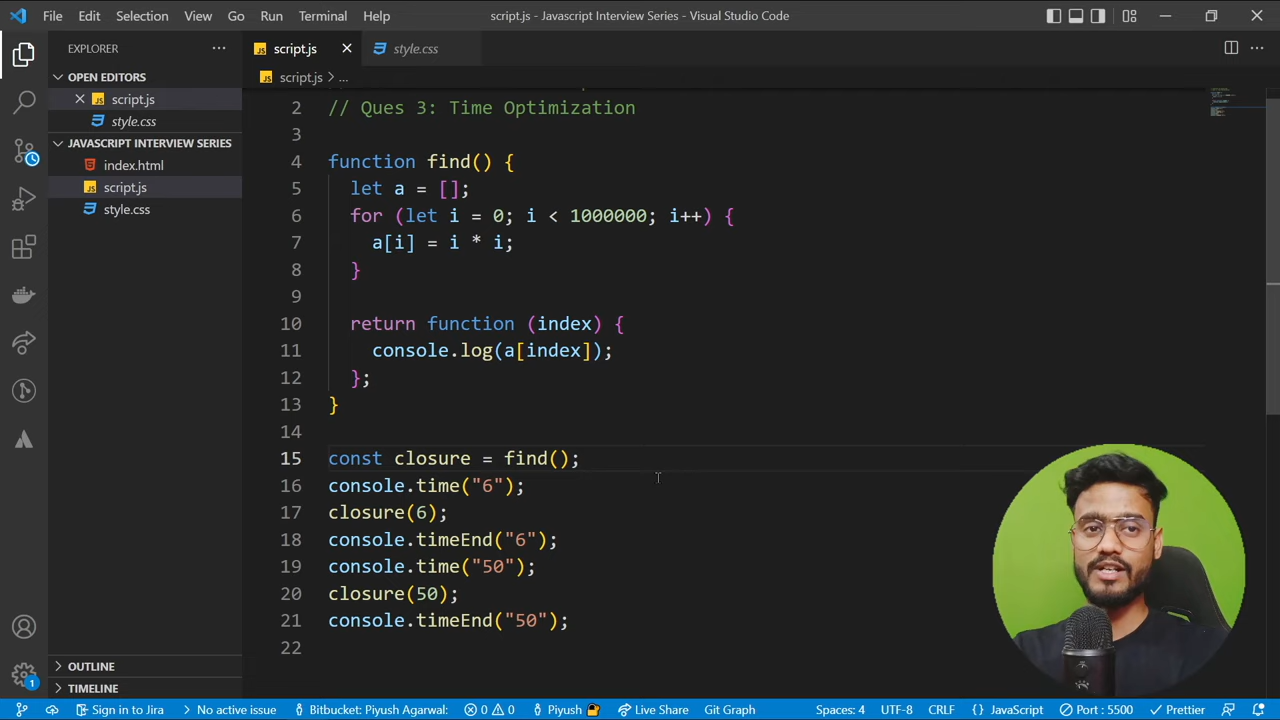 File Edit Selection View Go Run Terminal Help
script.js - Javascript Interview Series - Visual Studio Code
EXPLORER
OPEN EDITORS
script.js
style.css
JAVASCRIPT INTERVIEW SERIES
index.html
script.js
style.css
OUTLINE
TIMELINE
script.js style.css
script.js > ...
2 // Ques 3: Time Optimization
3
4 function find() {
5 let a = [];
6 for (let i = 0; i < 1000000; i++) {
7 a[i] = i * i;
8 }
9
10 return function (index) {
11 console.log(a[index]);
12 };
13 }
14
15 const closure = find();
16 console.time("6");
17 closure(6);
18 console.timeEnd("6");
19 console.time("50");
20 closure(50);
21 console.timeEnd("50");
22
1
Sign in to Jira No active issue Bitbucket: Piyush Agarwal: 0 0 Piyush Live Share Git Graph Spaces: 4 UTF-8 CRLF {} JavaScript Port : 5500 Prettier